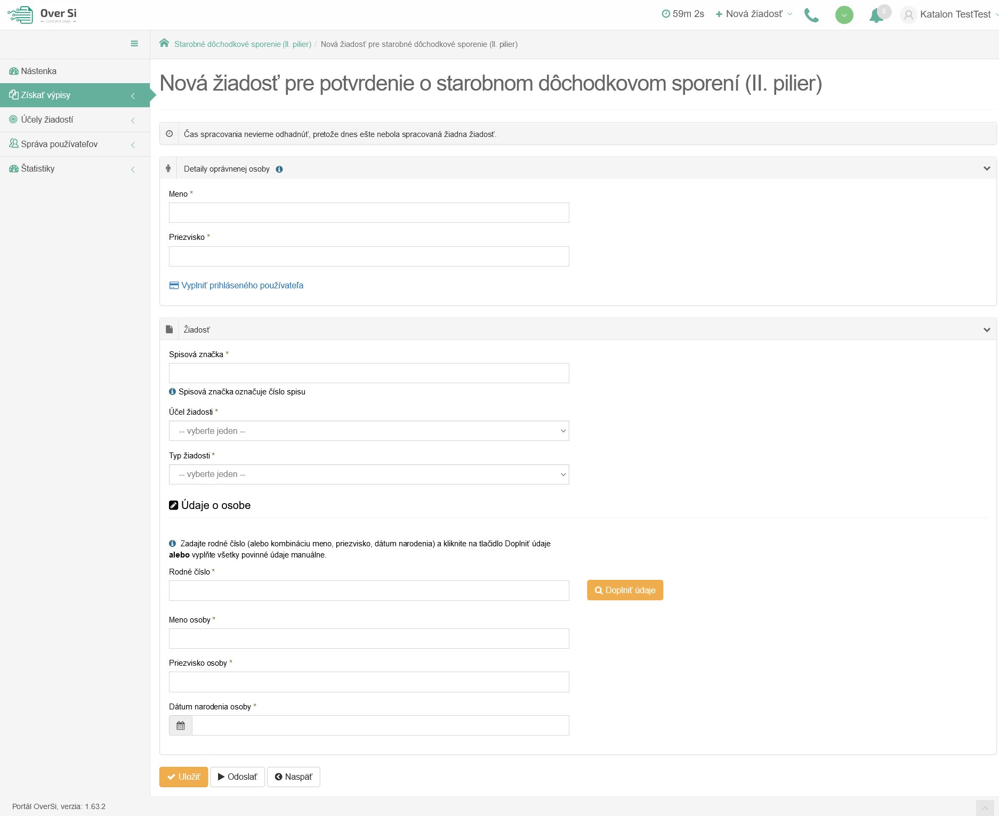 Over Si
Centrálne údaje
59m 2s
Nová žiadosť
0
Katalon TestTest
Starobné dôchodkové sporenie (II. pilier) / Nová žiadosť pre starobné dôchodkové sporenie (II. pilier)
Nástenka
Získať výpisy
Účely žiadostí
Správa používateľov
Štatistiky
Nová žiadosť pre potvrdenie o starobnom dôchodkovom sporení (II. pilier)
Čas spracovania nevieme odhadnúť, pretože dnes ešte nebola spracovaná žiadna žiadosť.
Detaily oprávnenej osoby
Meno *
Priezvisko *
Vyplniť prihláseného používateľa
Žiadosť
Spisová značka *
Spisová značka označuje číslo spisu
Účel žiadosti *
-- vyberte jeden --
Typ žiadosti *
-- vyberte jeden --
Údaje o osobe
Zadajte rodné číslo (alebo kombináciu meno, priezvisko, dátum narodenia) a kliknite na tlačidlo Doplniť údaje
alebo vyplňte všetky povinné údaje manuálne.
Rodné číslo *
Doplniť údaje
Meno osoby *
Priezvisko osoby *
Dátum narodenia osoby *
Uložiť
Odoslať
Naspäť
Portál OverSi, verzia: 1.63.2